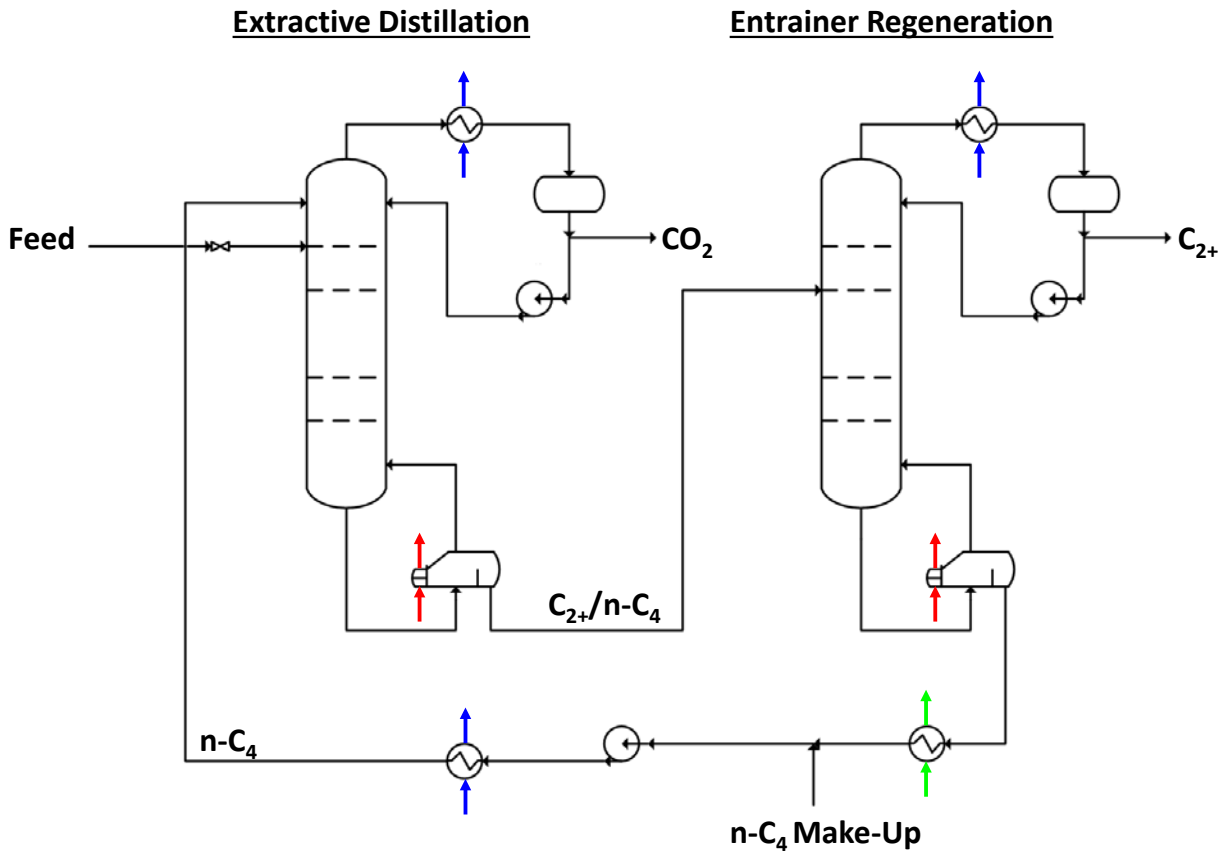 Extractive Distillation
Entrainer Regeneration
Feed
CO₂
C₂₊
C₂₊/n-C₄
n-C₄
n-C₄ Make-Up